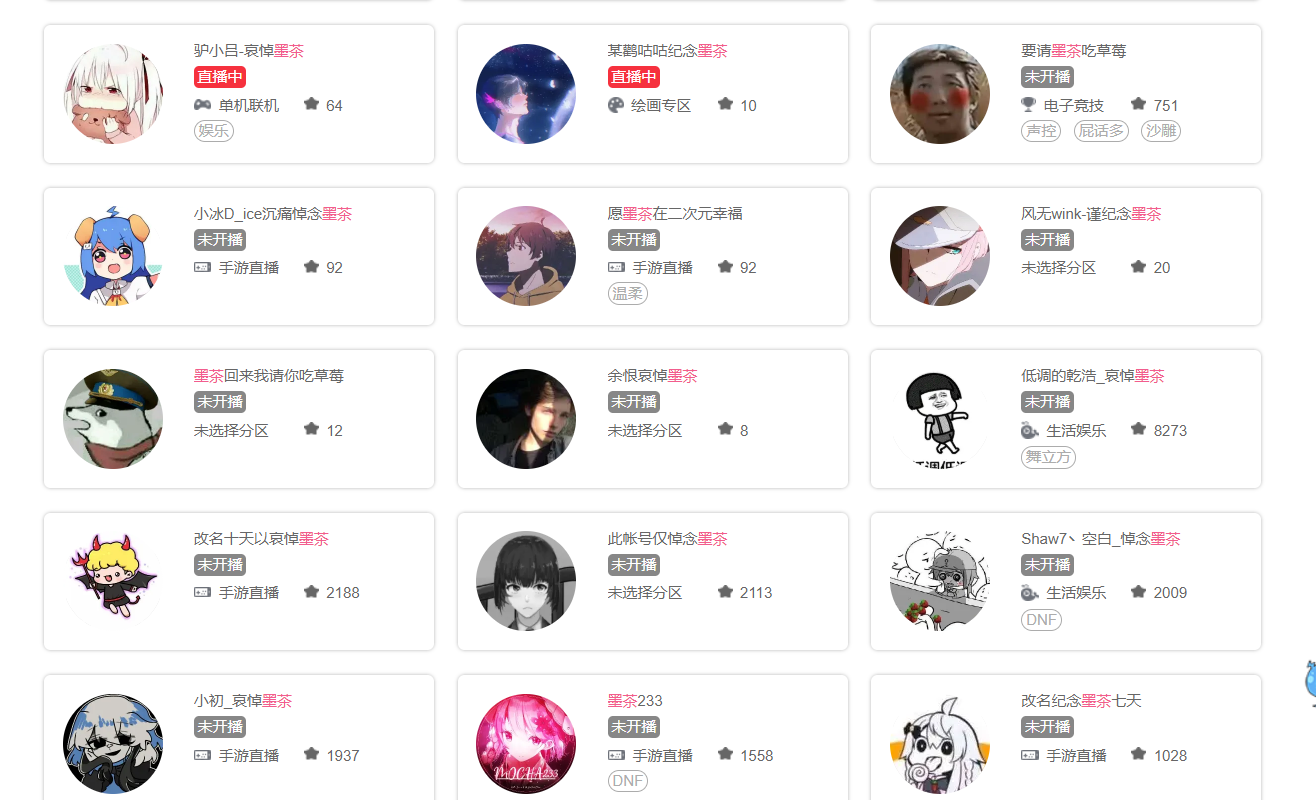 驴小吕-哀悼墨茶
直播中
单机联机 64
娱乐
某鹳咕咕纪念墨茶
直播中
绘画专区 10
要请墨茶吃草莓
未开播
电子竞技 751
声控 屁话多 沙雕
小冰D_ice沉痛悼念墨茶
未开播
手游直播 92
愿墨茶在二次元幸福
未开播
手游直播 92
温柔
风无wink-谨纪念墨茶
未开播
未选择分区 20
墨茶回来我请你吃草莓
未开播
未选择分区 12
余恨哀悼墨茶
未开播
未选择分区 8
低调的乾浩_哀悼墨茶
未开播
生活娱乐 8273
舞立方
改名十天以哀悼墨茶
未开播
手游直播 2188
此帐号仅悼念墨茶
未开播
未选择分区 2113
Shaw7丶空白_悼念墨茶
未开播
生活娱乐 2009
DNF
小初_哀悼墨茶
未开播
手游直播 1937
墨茶233
未开播
手游直播 1558
DNF
MOCHA233
改名纪念墨茶七天
未开播
手游直播 1028